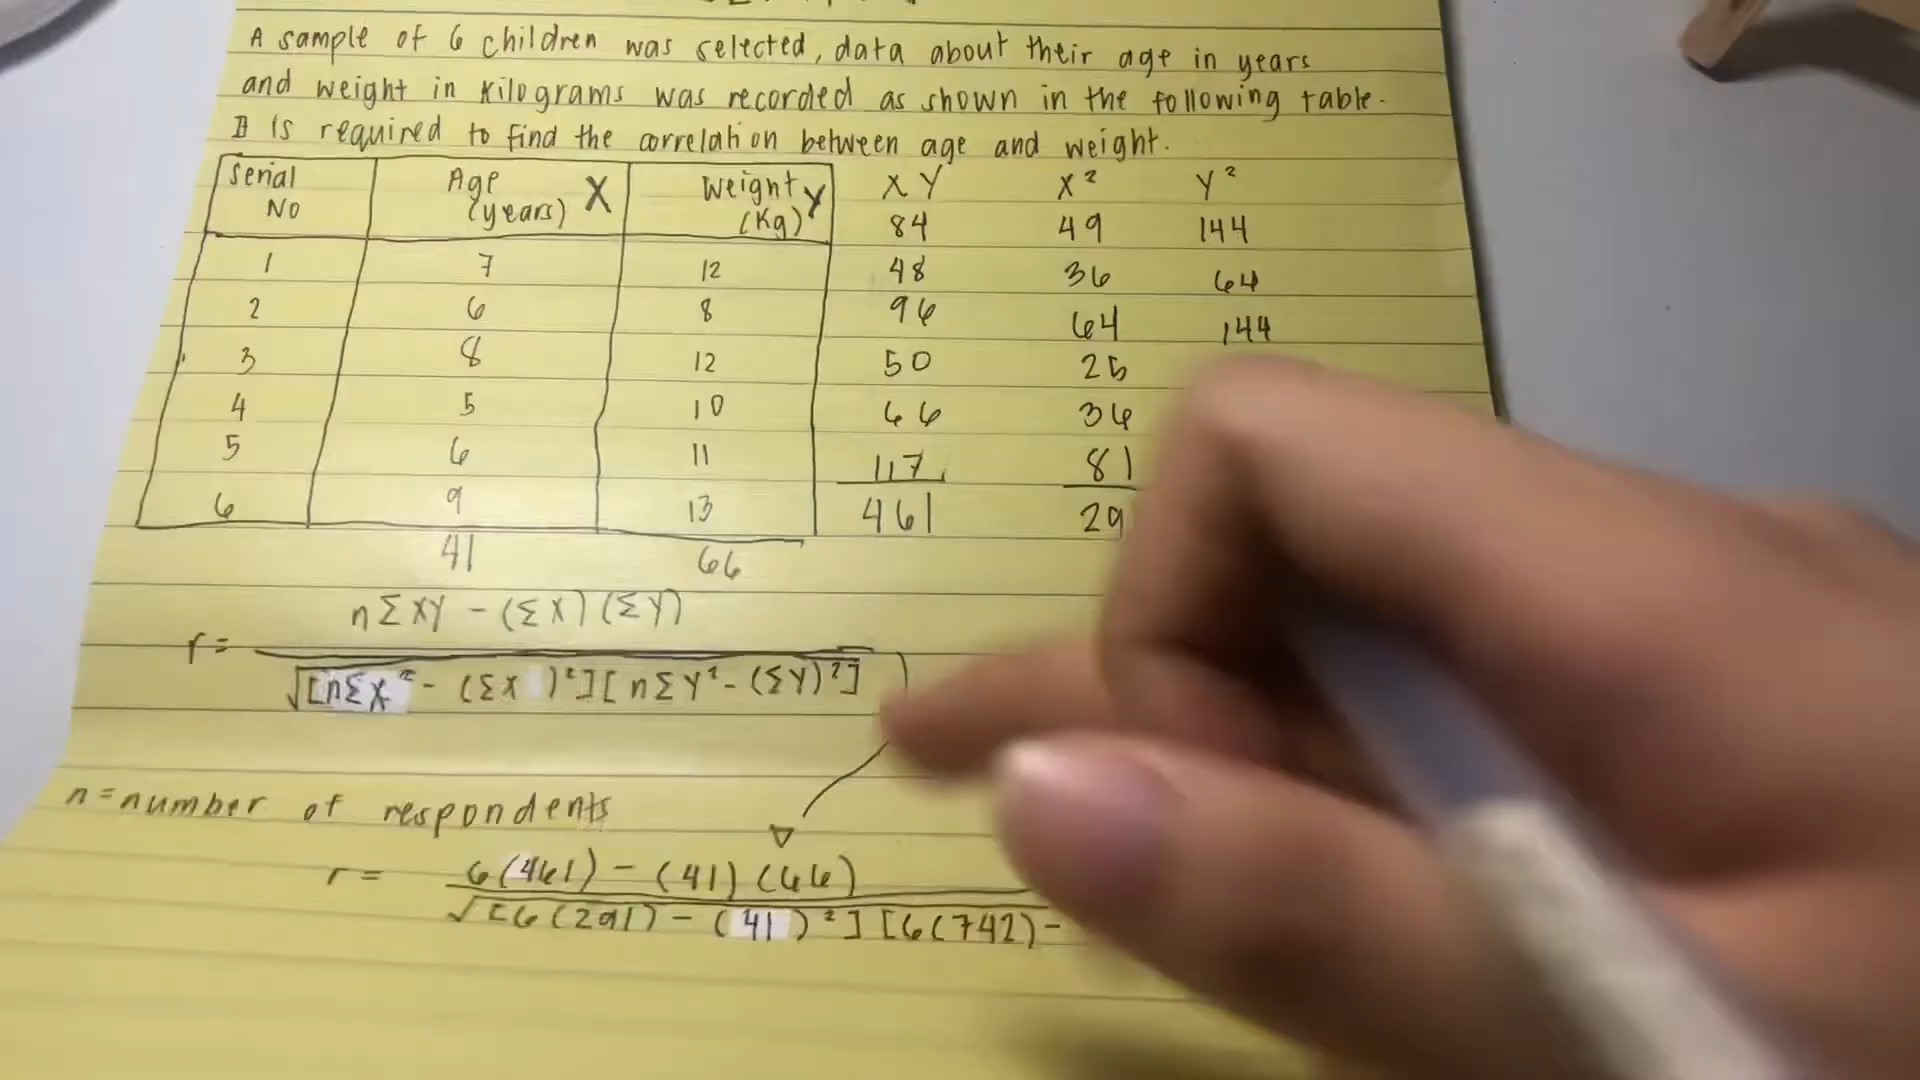 A sample of 6 children was selected, data about their age in years
and weight in kilograms was recorded as shown in the following table.
It is required to find the correlation between age and weight.
Serial No Age (years) X Weight (Kg) Y XY X² Y²
84 49 144
1 7 12 48 36 64
2 6 8 96 64 144
3 8 12 50 25
4 5 10 66 36
5 6 11 117 81
6 9 13 461 29
41 66
r = nΣXY - (ΣX)(ΣY)
√[nΣX² - (ΣX)²][nΣY² - (ΣY)²]
n = number of respondents
r = 6(461) - (41)(66)
√[6(291) - (41)²][6(742) -